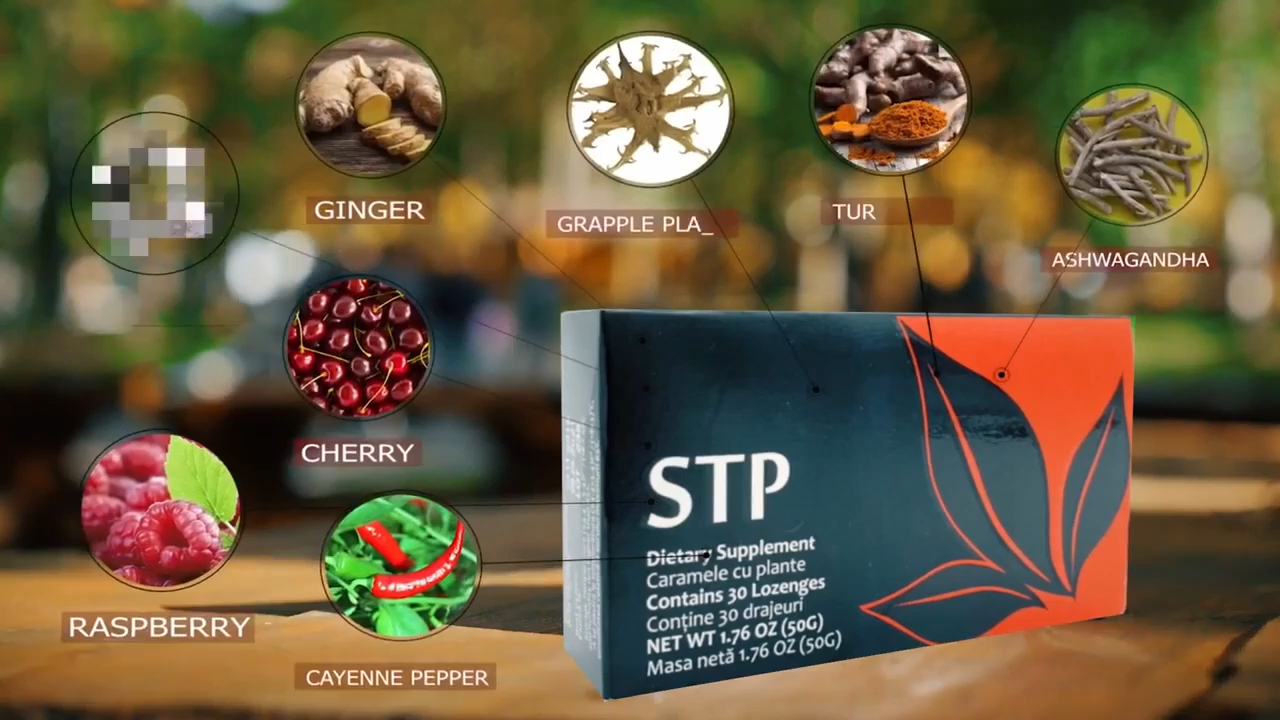 GINGER
GRAPPLE PLA_
TUR
ASHWAGANDHA
CHERRY
RASPBERRY
CAYENNE PEPPER
STP
Dietary Supplement
Caramele cu plante
Contains 30 Lozenges
Conține 30 drajeuri
NET WT 1.76 OZ (50G)
Masa netă 1.76 OZ (50G)